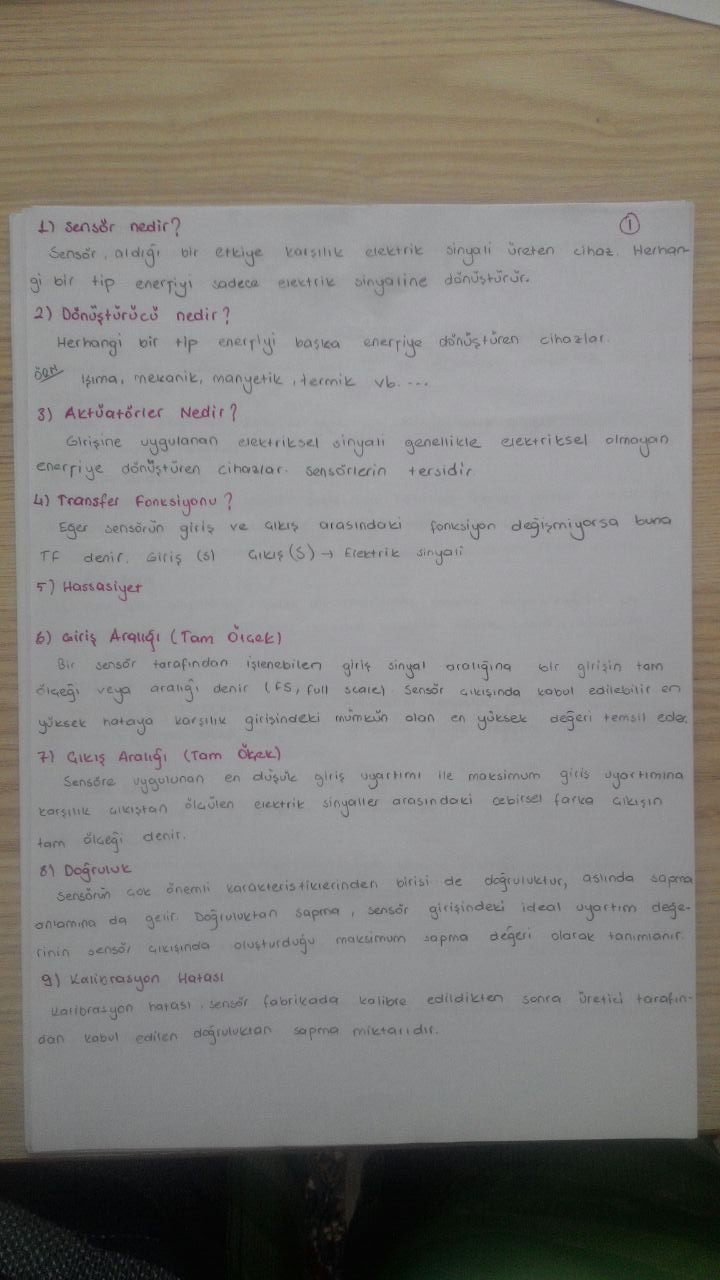 1) Sensör nedir?
①
Sensör, aldığı bir etkiye karşılık elektrik sinyali üreten cihaz. Herhan-
gi bir tip enerjiyi sadece elektrik sinyaline dönüştürür.
2) Dönüştürücü nedir?
Herhangi bir tip enerjiyi başka enerjiye dönüştüren cihazlar.
ÖRN Işıma, mekanik, manyetik, termik vb. ...
3) Aktüatörler Nedir?
Girişine uygulanan elektriksel sinyali genellikle elektriksel olmayan
enerjiye dönüştüren cihazlar. Sensörlerin tersidir.
4) Transfer Fonksiyonu?
Eğer sensörün giriş ve çıkış arasındaki fonksiyon değişmiyorsa buna
TF denir. Giriş (s) Çıkış (S) → Elektrik sinyali
5) Hassasiyet
6) Giriş Aralığı (Tam Ölçek)
Bir sensör tarafından işlenebilen giriş sinyal aralığına bir girişin tam
ölçeği veya aralığı denir (FS, full scale). Sensör çıkışında kabul edilebilir en
yüksek hataya karşılık girişindeki mümkün olan en yüksek değeri temsil eder.
7) Çıkış Aralığı (Tam Ölçek)
Sensöre uygulunan en düşük giriş uyartımı ile maksimum giriş uyartımına
karşılık çıkıştan ölçülen elektrik sinyaller arasındaki cebirsel farka çıkışın
tam ölçeği denir.
8) Doğruluk
Sensörün çok önemli karakteristiklerinden birisi de doğruluktur, aslında sapma
anlamına da gelir. Doğruluktan sapma, sensör girişindeki ideal uyartım değe-
rinin sensör çıkışında oluşturduğu maksimum sapma değeri olarak tanımlanır.
9) Kalibrasyon Hatası
Kalibrasyon hatası, sensör fabrikada kalibre edildikten sonra üretici tarafın-
dan kabul edilen doğruluktan sapma miktarıdır.